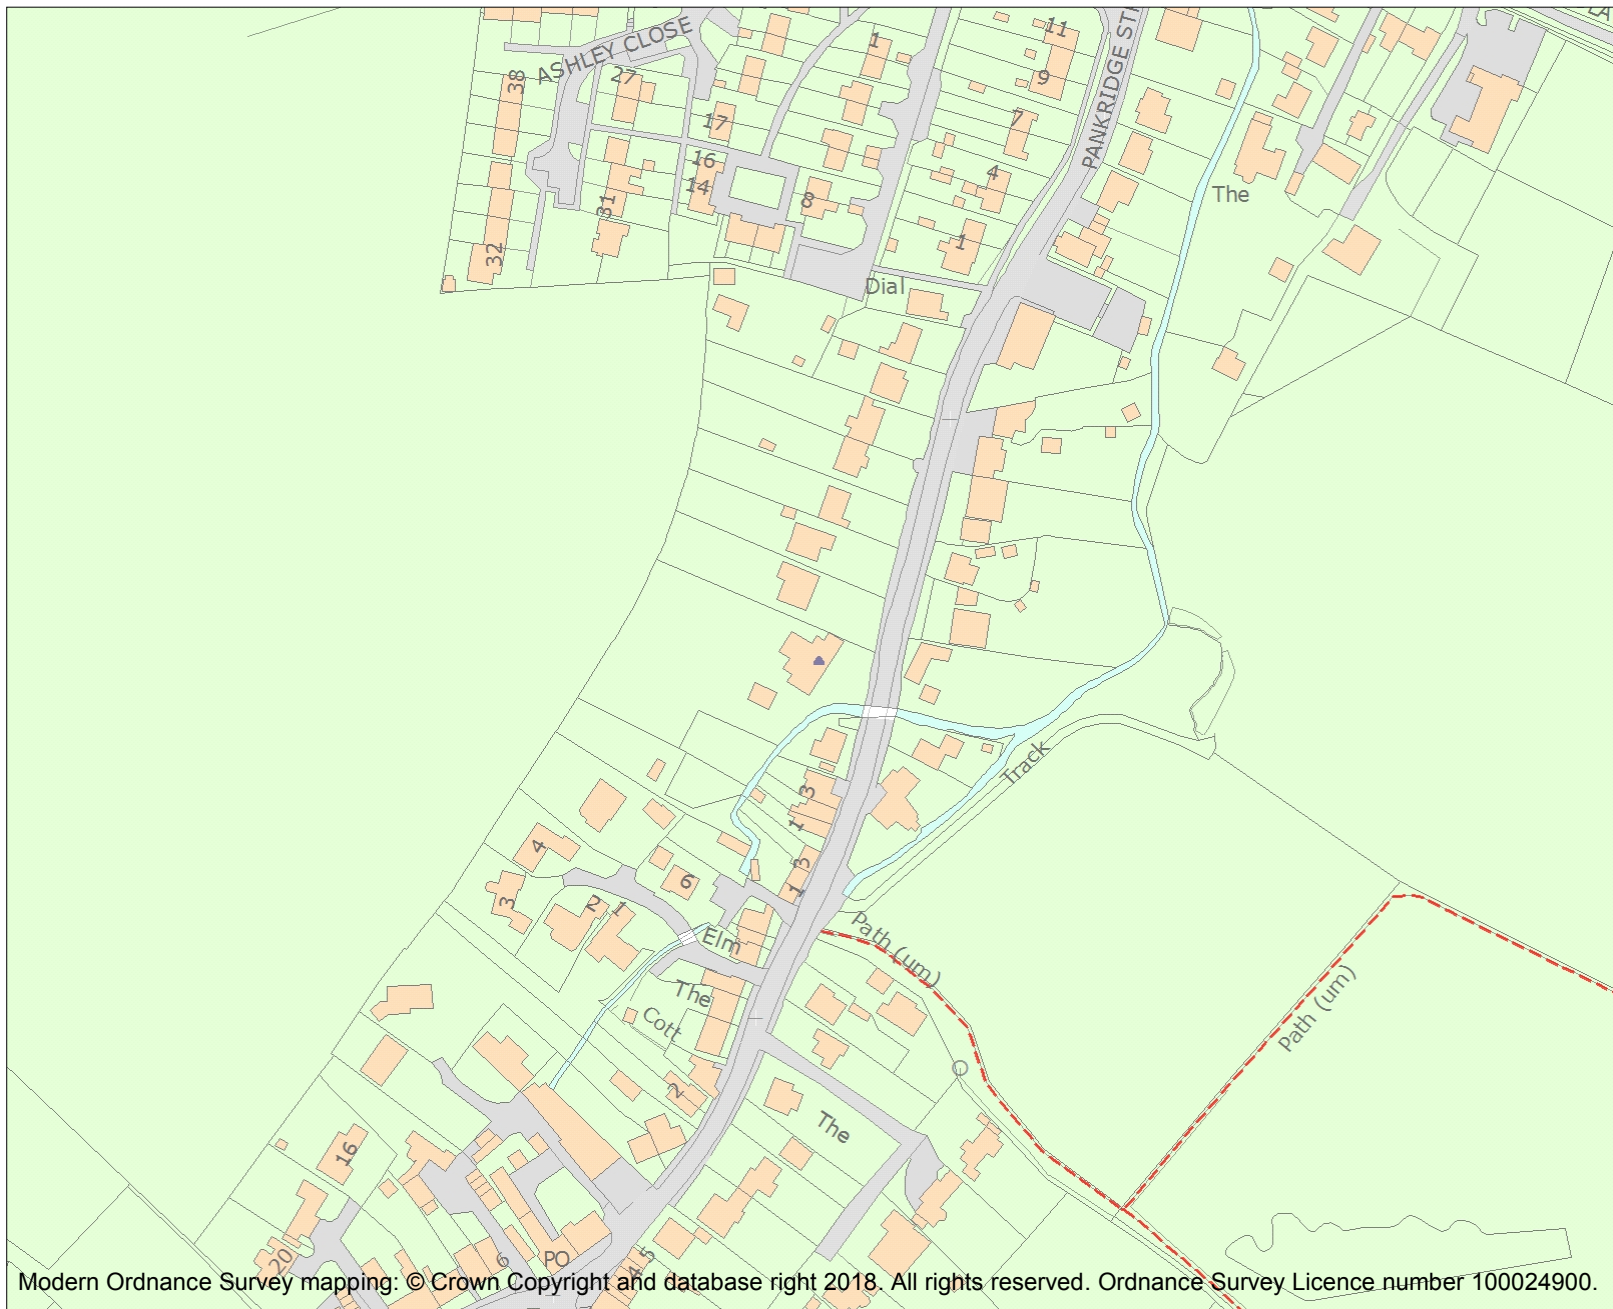 ASHLEY CLOSE
PANKRIDGE STR
LA
38
27
17
16
14
31
32
8
1
11
9
7
4
1
The
Dial
Track
3
1
3
1
4
3
2
1
6
Elm
The
Cott
2
Path (um)
Path (um)
The
16
20
6
PO
4 5
Modern Ordnance Survey mapping: © Crown Copyright and database right 2018. All rights reserved. Ordnance Survey Licence number 100024900.